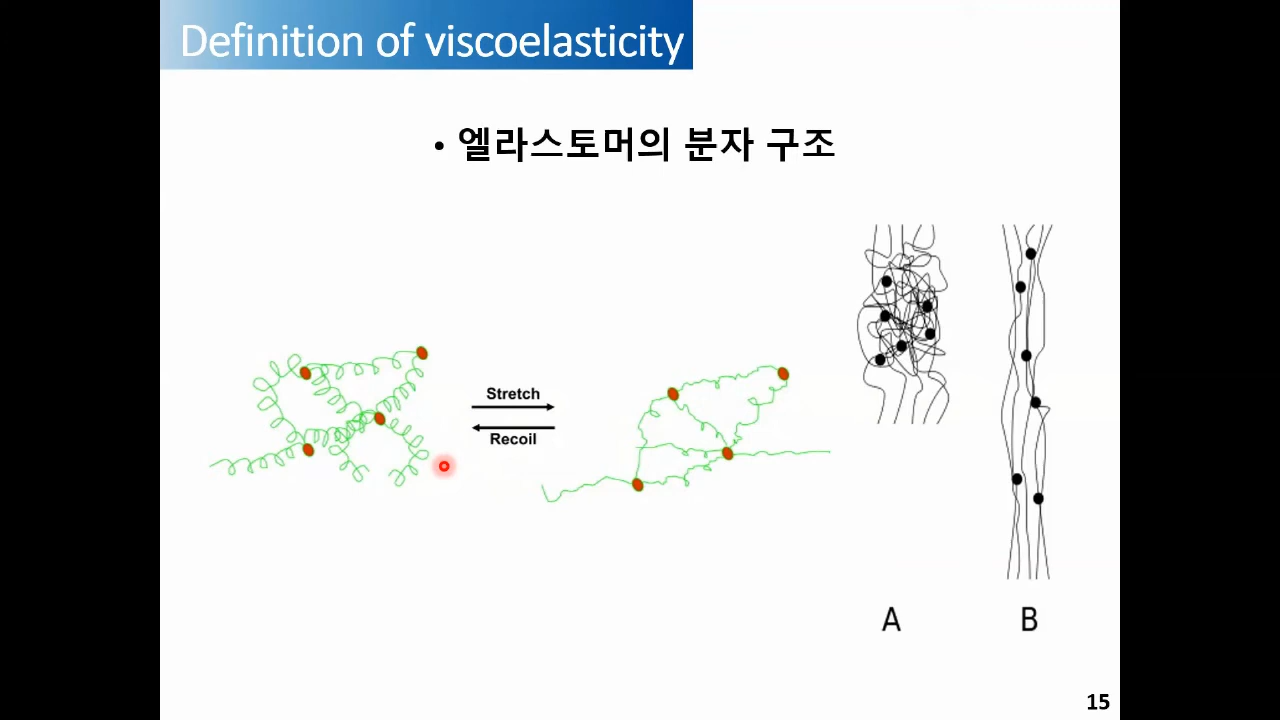 Definition of viscoelasticity
• 엘라스토머의 분자 구조
Stretch
Recoil
A
B
15